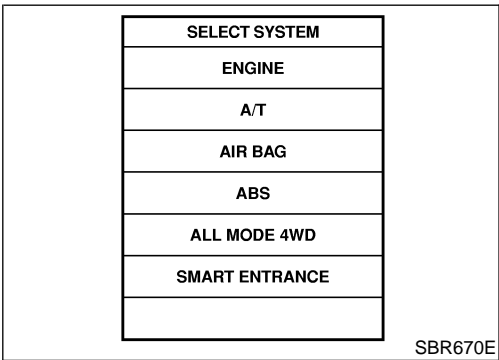 SELECT SYSTEM
ENGINE
A/T
AIR BAG
ABS
ALL MODE 4WD
SMART ENTRANCE
SBR670E